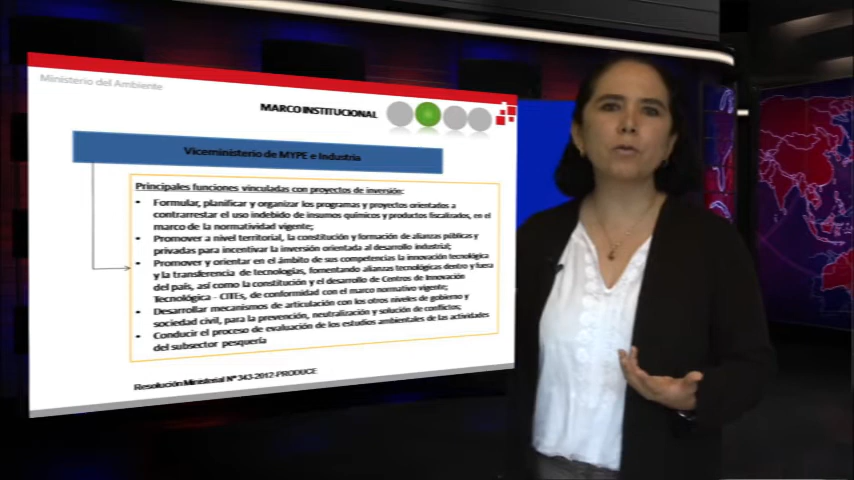 Ministerio del Ambiente
MARCO INSTITUCIONAL
Viceministerio de MYPE e Industria
Principales funciones vinculadas con proyectos de inversión:
• Formular, planificar y organizar los programas y proyectos orientados a
contrarrestar el uso indebido de insumos químicos y productos fiscalizados, en el
marco de la normatividad vigente;
• Promover a nivel territorial, la constitución y formación de alianzas públicas y
privadas para incentivar la inversión orientada al desarrollo industrial;
• Promover y orientar en el ámbito de sus competencias la innovación tecnológica
y la transferencia de tecnologías, fomentando alianzas tecnológicas dentro y fuera
del país, así como la constitución y el desarrollo de Centros de Innovación
Tecnológica - CITEs, de conformidad con el marco normativo vigente;
• Desarrollar mecanismos de articulación con los otros niveles de gobierno y
sociedad civil, para la prevención, neutralización y solución de conflictos;
• Conducir el proceso de evaluación de los estudios ambientales de las actividades
del subsector pesquería
Resolución Ministerial N° 343-2012-PRODUCE